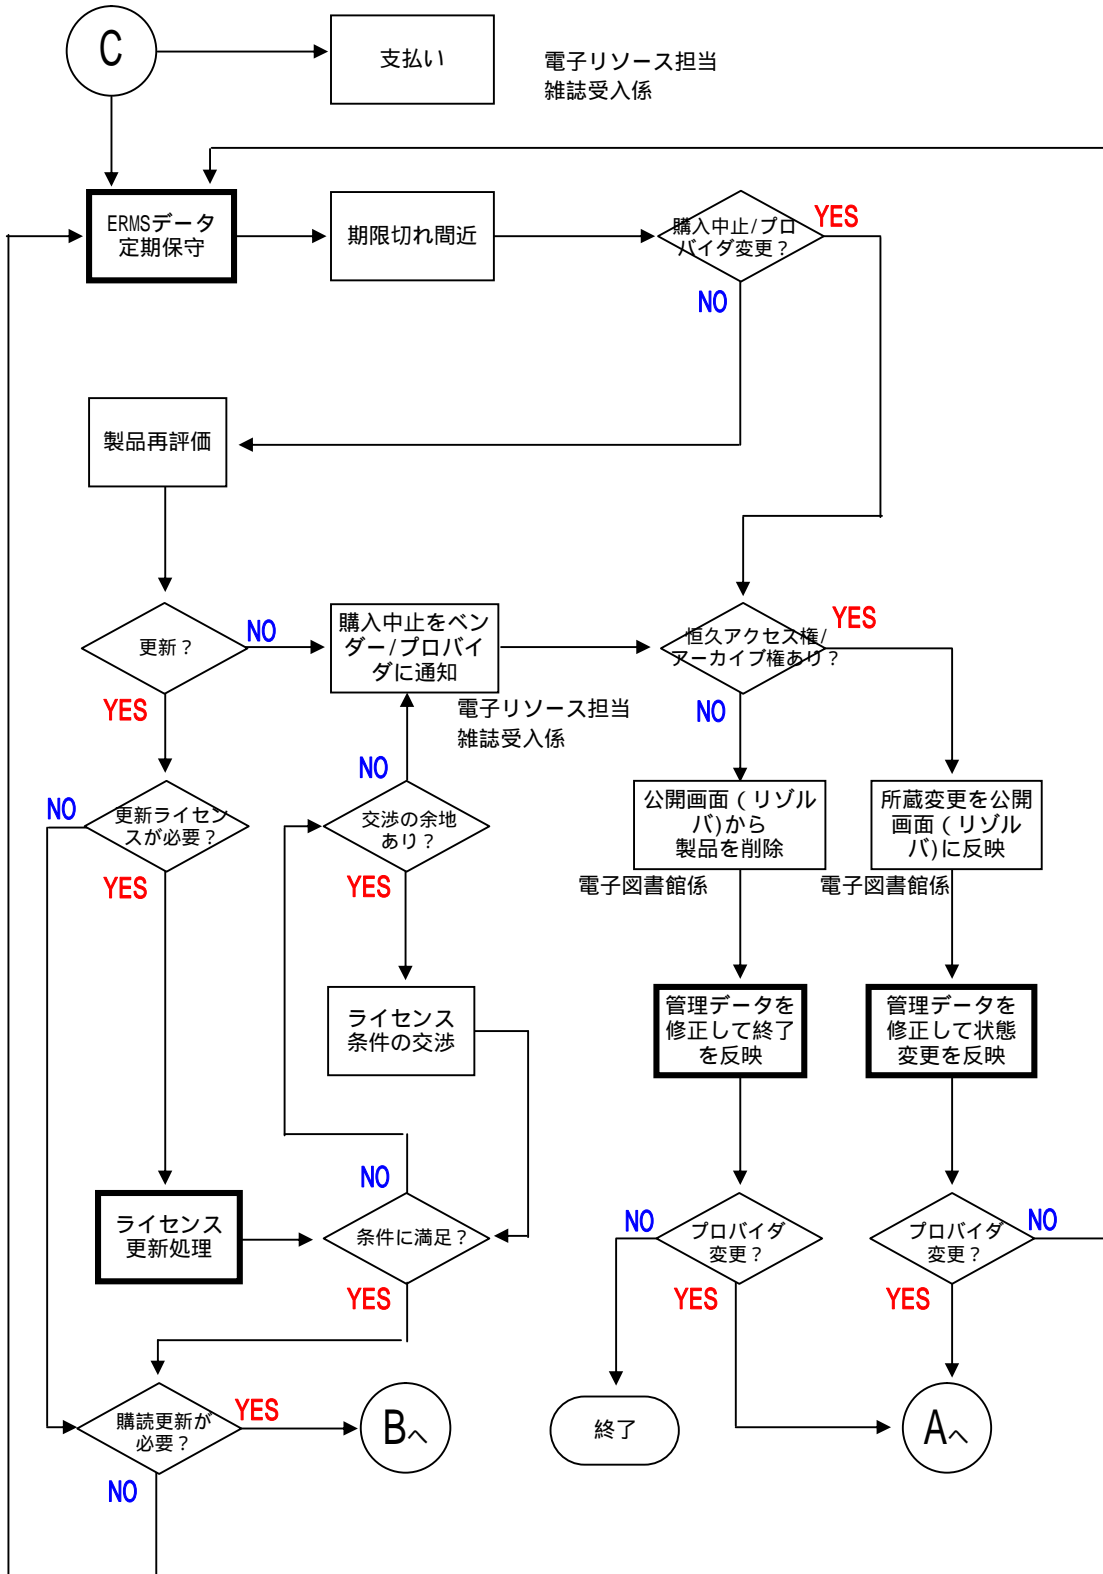 C
支払い
電子リソース担当
雑誌受入係
ERMSデータ
定期保守
期限切れ間近
購入中止/プロ
バイダ変更？
YES
NO
製品再評価
更新？
NO
YES
購入中止をベン
ダー/プロバイ
ダに通知
電子リソース担当
雑誌受入係
恒久アクセス権/
アーカイブ権あり？
YES
NO
更新ライセン
スが必要？
NO
YES
交渉の余地
あり？
NO
YES
公開画面（リゾル
バ)から
製品を削除
電子図書館係
所蔵変更を公開
画面（リゾル
バ)に反映
電子図書館係
ライセンス
条件の交渉
管理データを
修正して終了
を反映
管理データを
修正して状態
変更を反映
ライセンス
更新処理
NO
条件に満足？
YES
NO
プロバイダ
変更？
YES
プロバイダ
変更？
NO
YES
購読更新が
必要？
YES
NO
Bへ
終了
Aへ